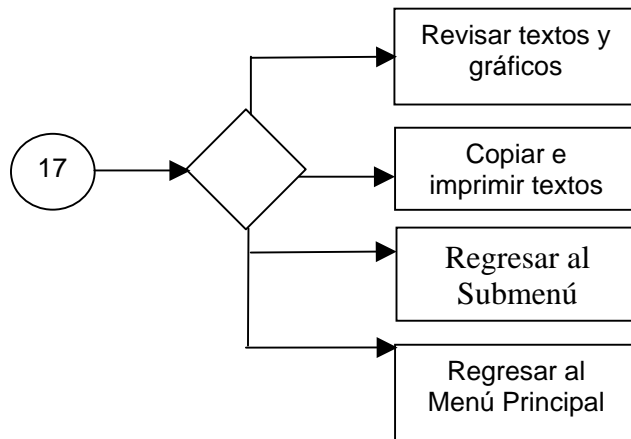 Revisar textos y
gráficos
17
Copiar e
imprimir textos
Regresar al
Submenú
Regresar al
Menú Principal